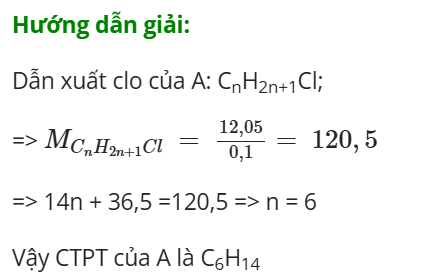 Hướng dẫn giải:
Dẫn xuất clo của A: CₙH₂ₙ₊₁Cl;
=> M_{CₙH₂ₙ₊₁Cl} = \frac{12,05}{0,1} = 120,5
=> 14n + 36,5 =120,5 => n = 6
Vậy CTPT của A là C₆H₁₄